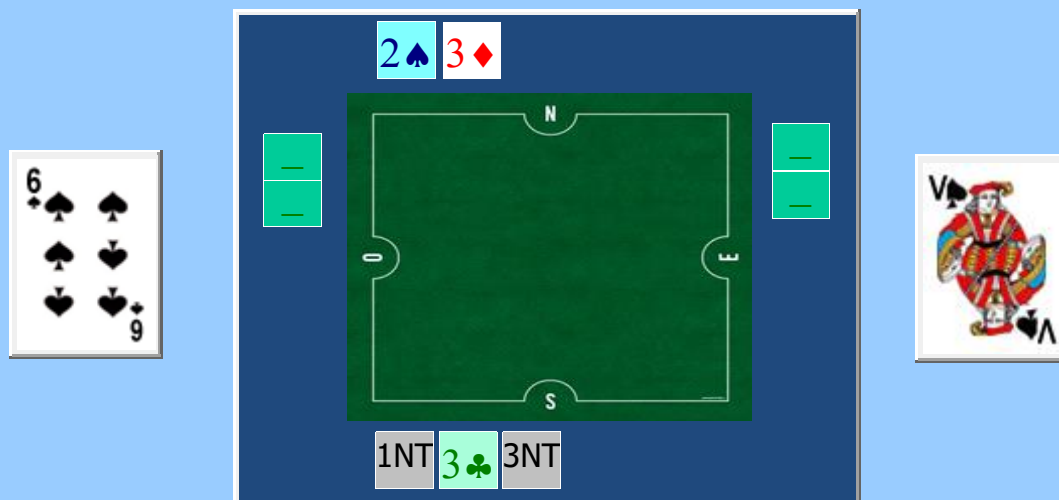 2♠ 3♦
N
_ _
_ _
6♠
V♠
O E
9♠
V♠
S
1NT 3♣ 3NT